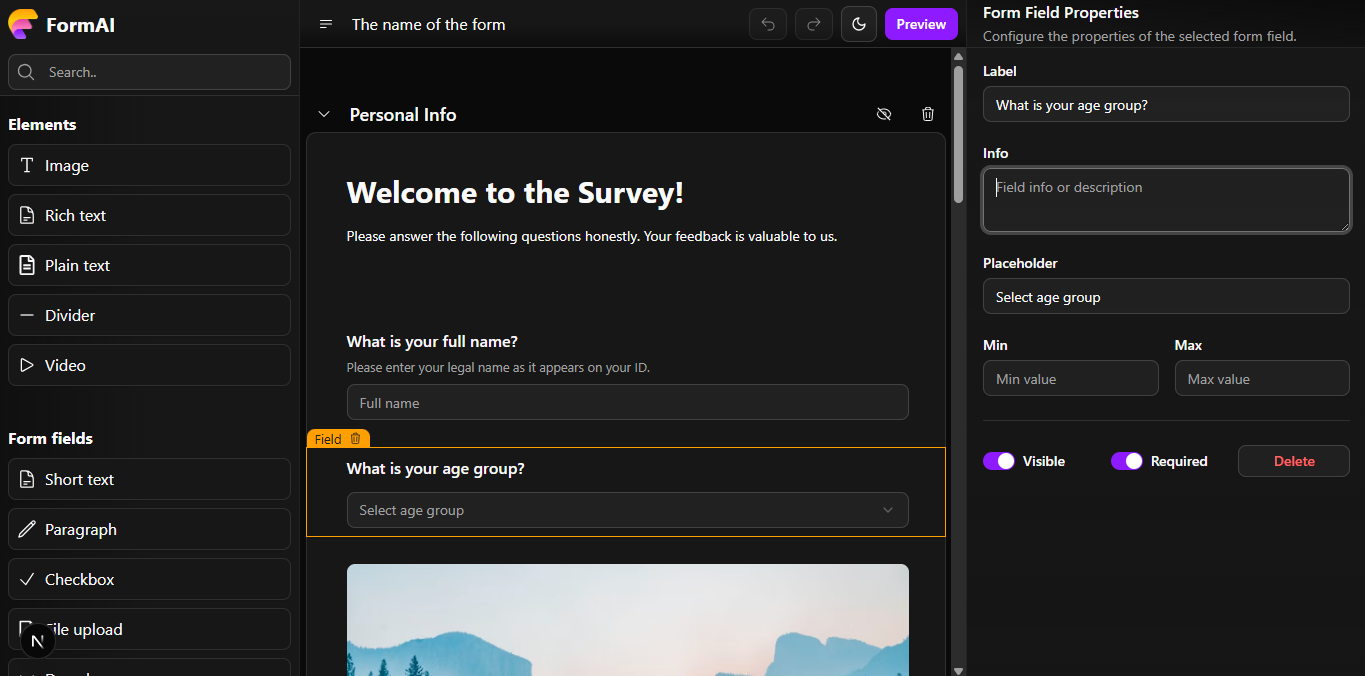 FormAI
Search..
Elements
Image
Rich text
Plain text
Divider
Video
Form fields
Short text
Paragraph
Checkbox
File upload
N
The name of the form
Preview
Personal Info
Welcome to the Survey!
Please answer the following questions honestly. Your feedback is valuable to us.
What is your full name?
Please enter your legal name as it appears on your ID.
Full name
Field
What is your age group?
Select age group
Form Field Properties
Configure the properties of the selected form field.
Label
What is your age group?
Info
Field info or description
Placeholder
Select age group
Min Max
Min value Max value
Visible Required Delete